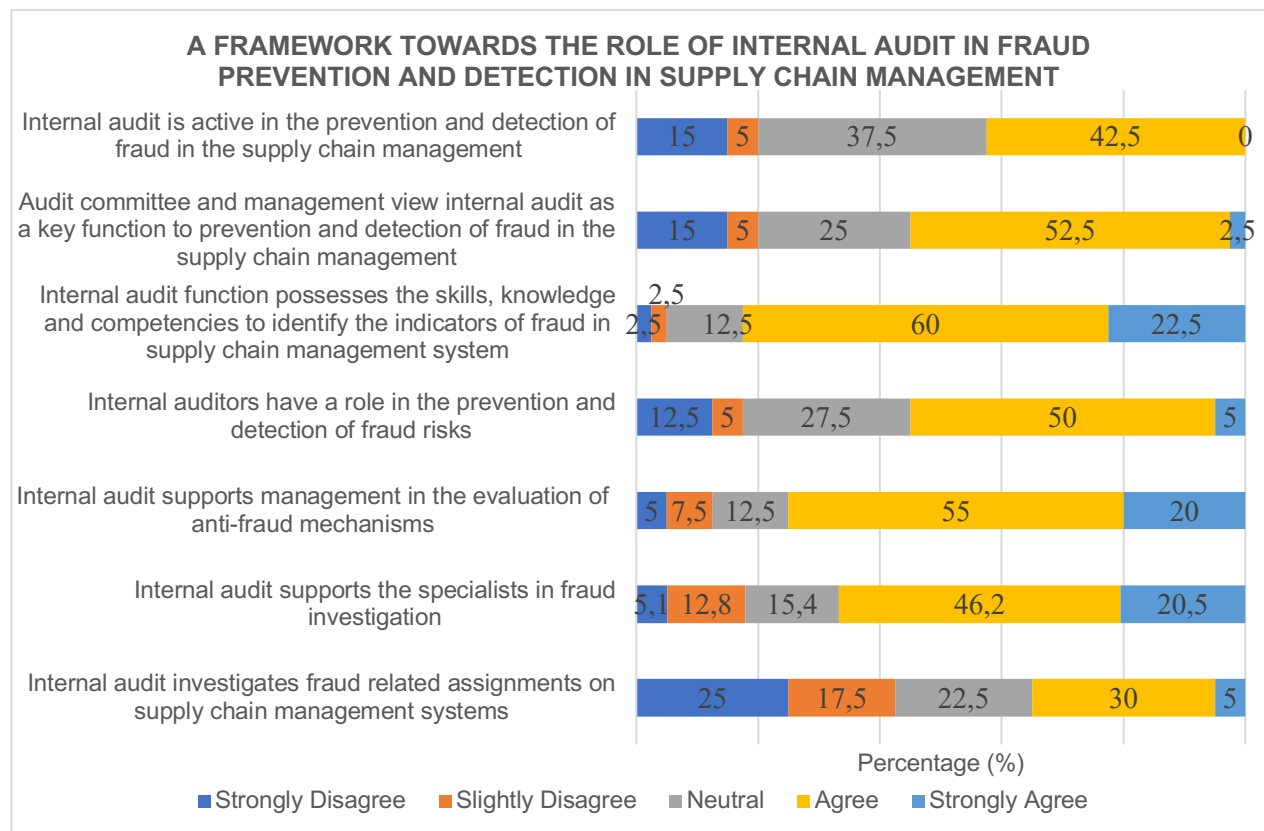 A FRAMEWORK TOWARDS THE ROLE OF INTERNAL AUDIT IN FRAUD
PREVENTION AND DETECTION IN SUPPLY CHAIN MANAGEMENT
Internal audit is active in the prevention and detection of
fraud in the supply chain management
15 5 37,5 42,5 0
Audit committee and management view internal audit as
a key function to prevention and detection of fraud in the
supply chain management
15 5 25 52,5 2,5
Internal audit function possesses the skills, knowledge
and competencies to identify the indicators of fraud in
supply chain management system
2,5 2,5 12,5 60 22,5
Internal auditors have a role in the prevention and
detection of fraud risks
12,5 5 27,5 50 5
Internal audit supports management in the evaluation of
anti-fraud mechanisms
5 7,5 12,5 55 20
Internal audit supports the specialists in fraud
investigation
5,1 12,8 15,4 46,2 20,5
Internal audit investigates fraud related assignments on
supply chain management systems
25 17,5 22,5 30 5
Percentage (%)
Strongly Disagree Slightly Disagree Neutral Agree Strongly Agree